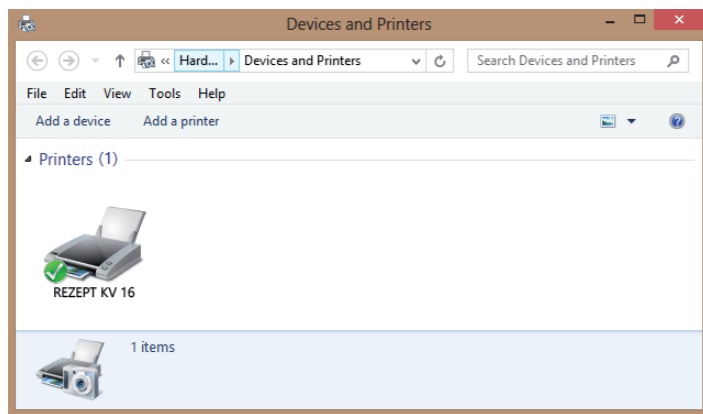 Devices and Printers
« Hard... Devices and Printers Search Devices and Printers
File Edit View Tools Help
Add a device Add a printer
Printers (1)
REZEPT KV 16
1 items